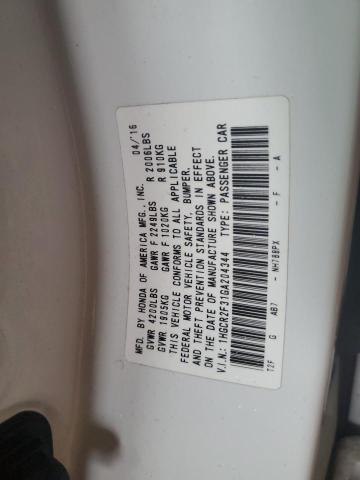 MFD. BY HONDA OF AMERICA MFG., INC. 04/'16
GVWR 4200LBS GAWR F 2249LBS R 2006LBS
GVWR 1905KG GAWR F 1020KG R 910KG
THIS VEHICLE CONFORMS TO ALL APPLICABLE
FEDERAL MOTOR VEHICLE SAFETY, BUMPER,
AND THEFT PREVENTION STANDARDS IN EFFECT
ON THE DATE OF MANUFACTURE SHOWN ABOVE.
V.I.N.: 1HGCR2F31GA204344 TYPE: PASSENGER CAR
T2F G AB7 - NH788PX - F - A